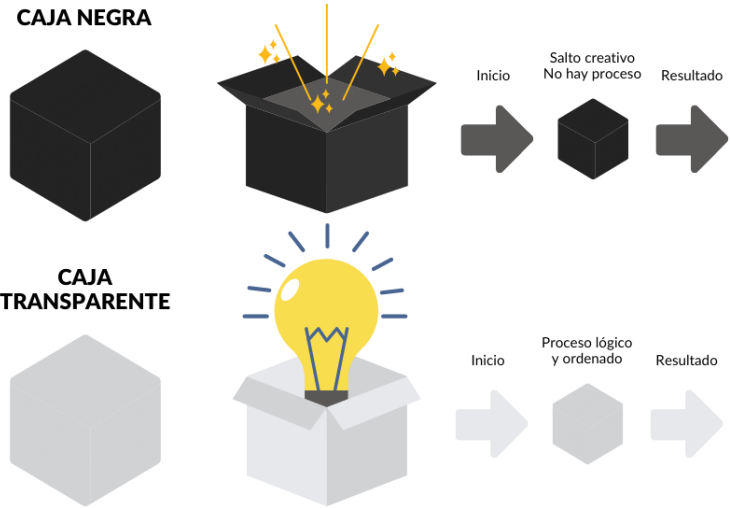 CAJA NEGRA
Inicio
Salto creativo
No hay proceso
Resultado
CAJA
TRANSPARENTE
Inicio
Proceso lógico
y ordenado
Resultado